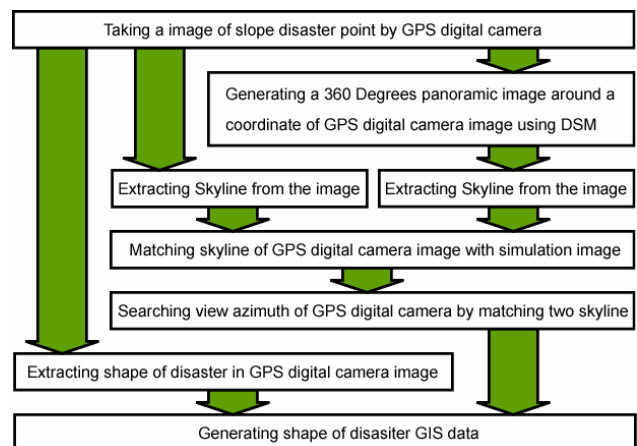 Taking a image of slope disaster point by GPS digital camera
Generating a 360 Degrees panoramic image around a
coordinate of GPS digital camera image using DSM
Extracting Skyline from the image
Extracting Skyline from the image
Matching skyline of GPS digital camera image with simulation image
Searching view azimuth of GPS digital camera by matching two skyline
Extracting shape of disaster in GPS digital camera image
Generating shape of disasiter GIS data